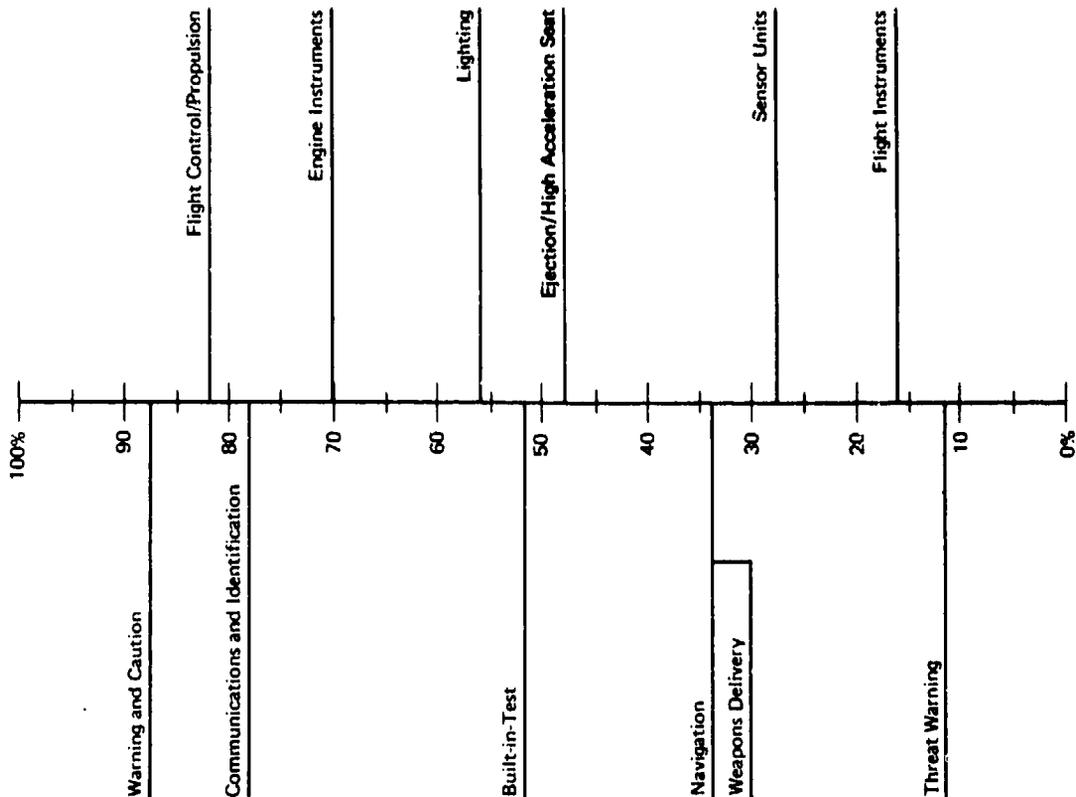 100%
90
80
70
60
50
40
30
20
10
0%
Warning and Caution
Communications and Identification
Built-in-Test
Navigation
Weapons Delivery
Threat Warning
Flight Control/Propulsion
Engine Instruments
Lighting
Ejection/High Acceleration Seat
Sensor Units
Flight Instruments